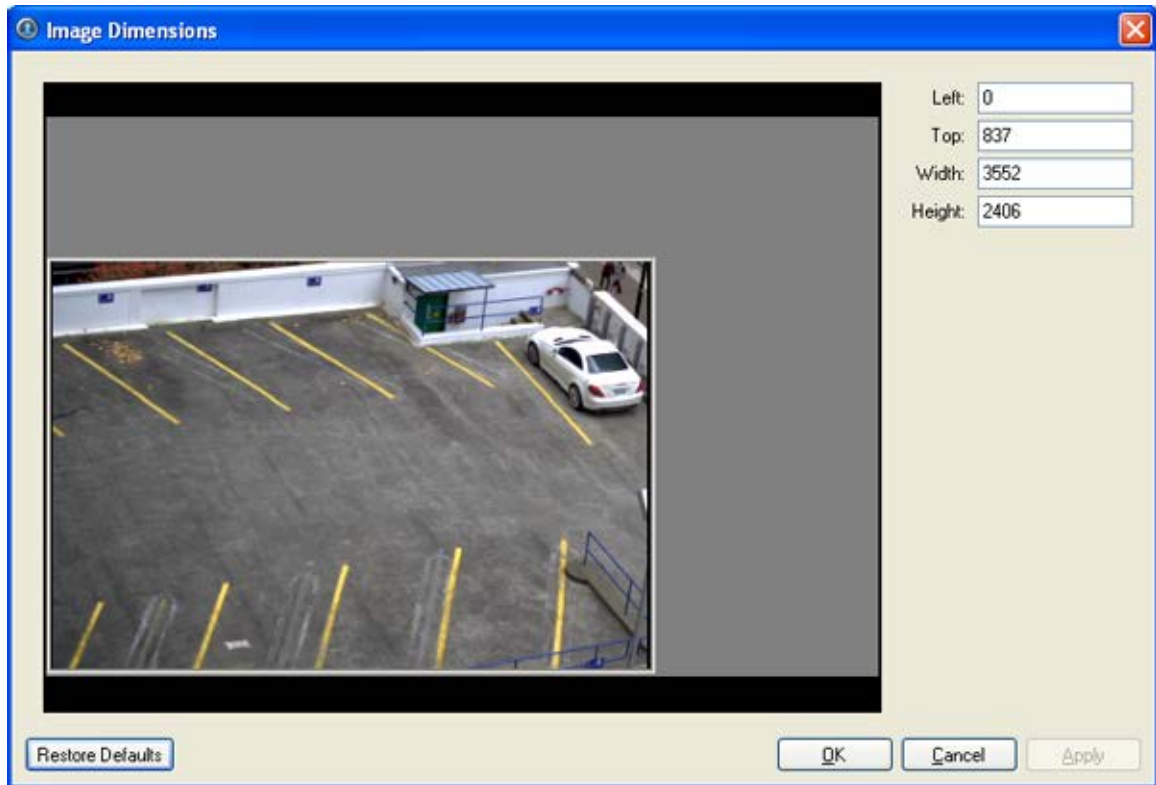 Image Dimensions
Left: 0
Top: 837
Width: 3552
Height: 2406
Restore Defaults
OK
Cancel
Apply